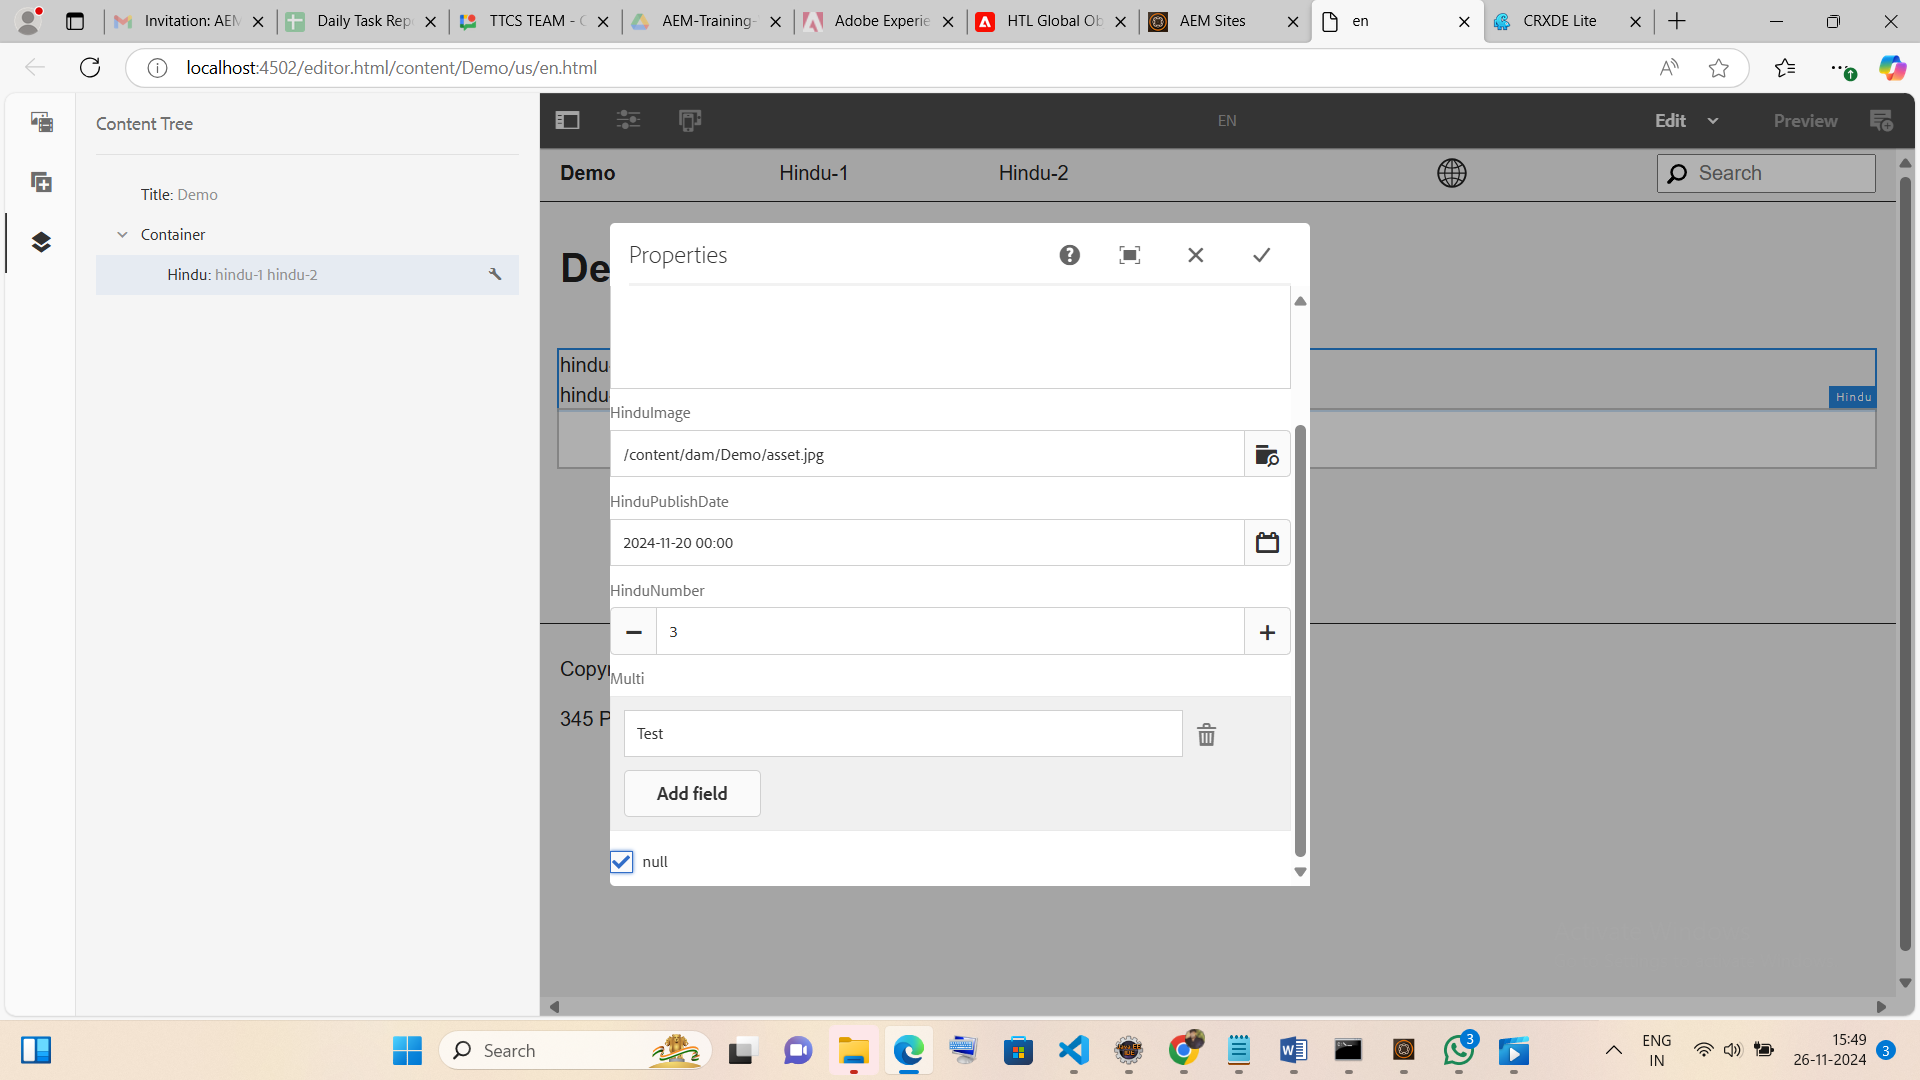 Invitation: AEM
Daily Task Rep
TTCS TEAM - C
AEM-Training-
Adobe Experie
HTL Global Ob
AEM Sites
en
CRXDE Lite
localhost:4502/editor.html/content/Demo/us/en.html
Content Tree
EN
Edit
Preview
Title: Demo
Container
Hindu: hindu-1 hindu-2
Demo
Hindu-1
Hindu-2
Search
De
Properties
hindu
hindu
Hindu
HinduImage
/content/dam/Demo/asset.jpg
HinduPublishDate
2024-11-20 00:00
HinduNumber
3
Copyr
Multi
345 P
Test
Add field
null
Search
3
ENG
IN
15:49
26-11-2024
3